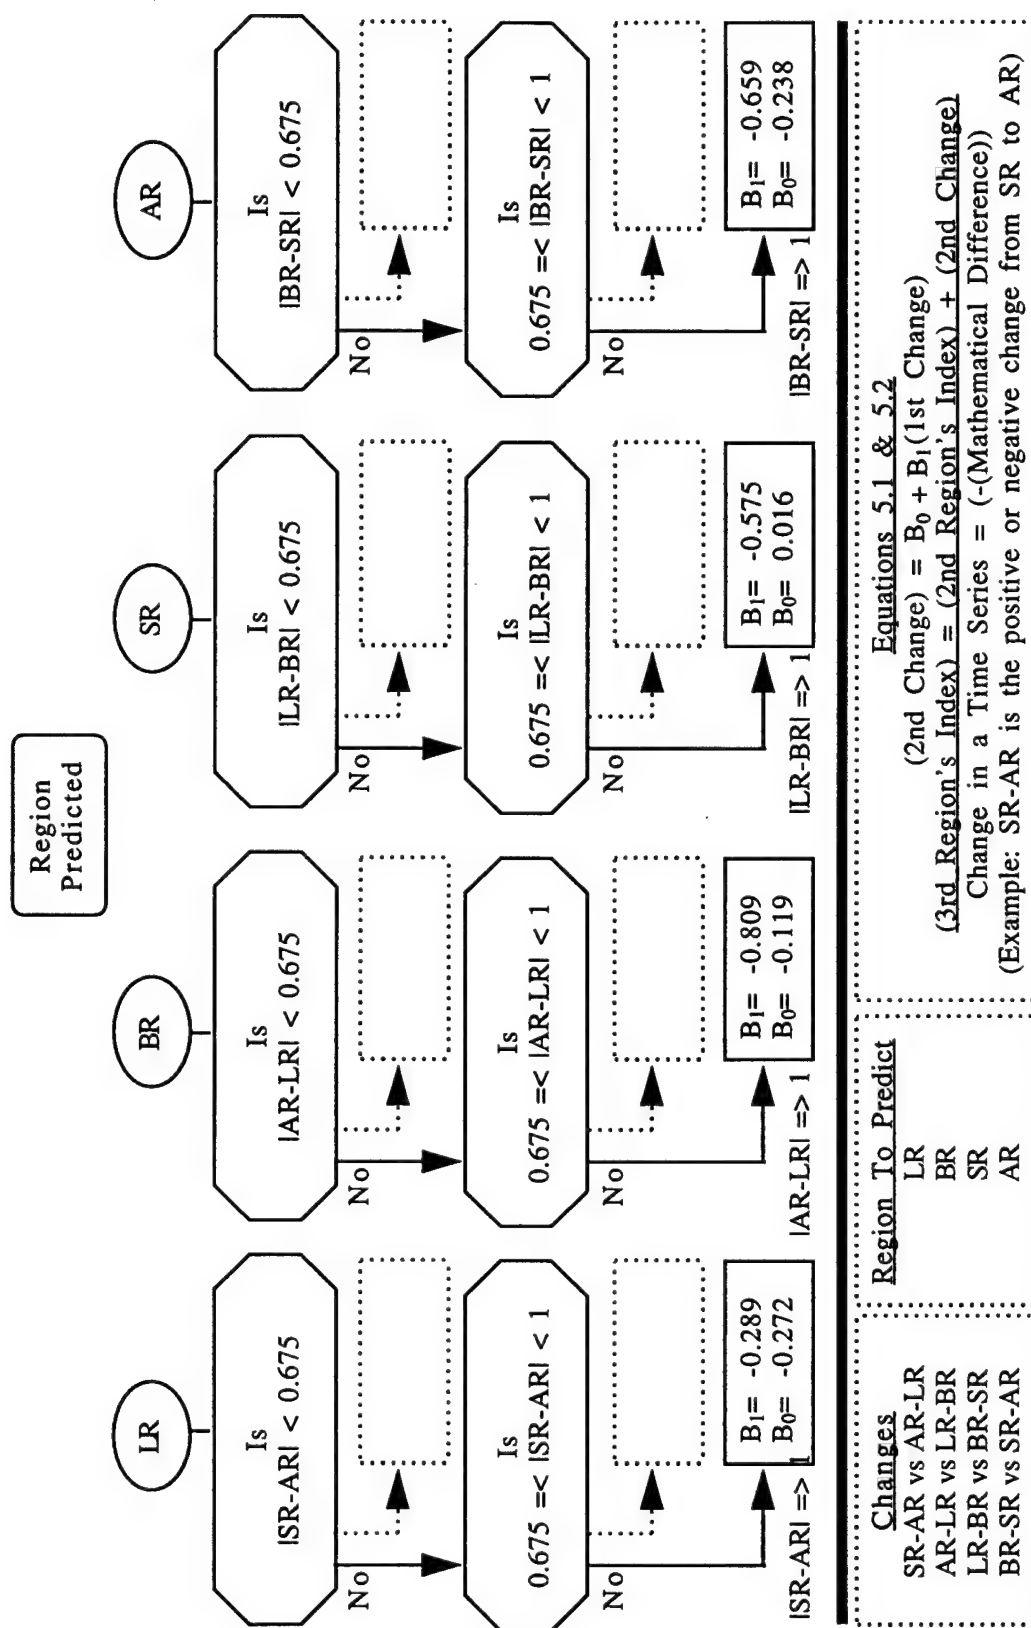 Region
Predicted
LR
Is
|SR-AR| < 0.675
No
Is
0.675 =< |SR-AR| < 1
No
|SR-AR| => 1
B₁= -0.289
B₀= -0.272
BR
Is
|AR-LR| < 0.675
No
Is
0.675 =< |AR-LR| < 1
No
|AR-LR| => 1
B₁= -0.809
B₀= -0.119
SR
Is
|LR-BR| < 0.675
No
Is
0.675 =< |LR-BR| < 1
No
|LR-BR| => 1
B₁= -0.575
B₀= 0.016
AR
Is
|BR-SR| < 0.675
No
Is
0.675 =< |BR-SR| < 1
No
|BR-SR| => 1
B₁= -0.659
B₀= -0.238
Changes
SR-AR vs AR-LR
AR-LR vs LR-BR
LR-BR vs BR-SR
BR-SR vs SR-AR
Region To Predict
LR
BR
SR
AR
Equations 5.1 & 5.2
(2nd Change) = B₀ + B₁(1st Change)
(3rd Region's Index) = (2nd Region's Index) + (2nd Change)
Change in a Time Series = (-(Mathematical Difference))
(Example: SR-AR is the positive or negative change from SR to AR)